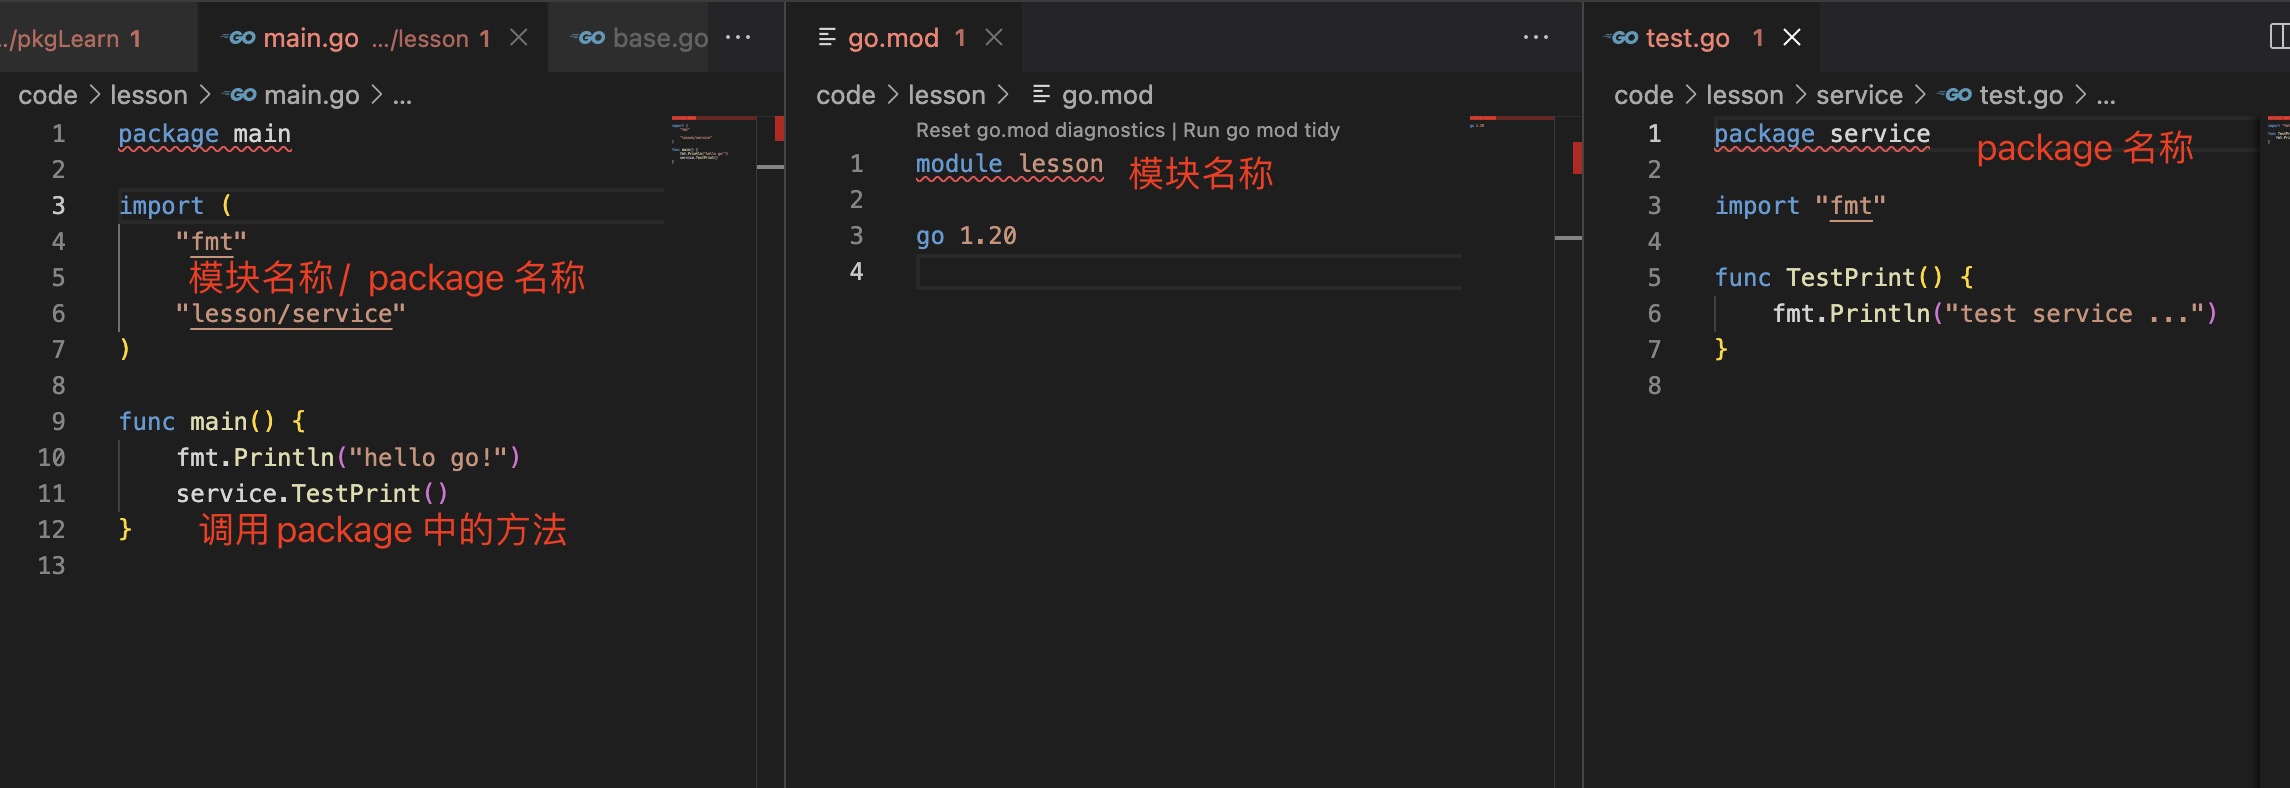 ../pkgLearn 1
GO main.go .../lesson 1
GO base.go ...
code > lesson > GO main.go > ...
1 package main
2
3 import (
4 "fmt"
5 模块名称/ package 名称
6 "lesson/service"
7 )
8
9 func main() {
10 fmt.Println("hello go!")
11 service.TestPrint()
12 } 调用 package 中的方法
13
go.mod 1
...
code > lesson > go.mod
Reset go.mod diagnostics | Run go mod tidy
1 module lesson 模块名称
2
3 go 1.20
4
GO test.go 1
code > lesson > service > GO test.go > ...
1 package service package 名称
2
3 import "fmt"
4
5 func TestPrint() {
6 fmt.Println("test service ...")
7 }
8